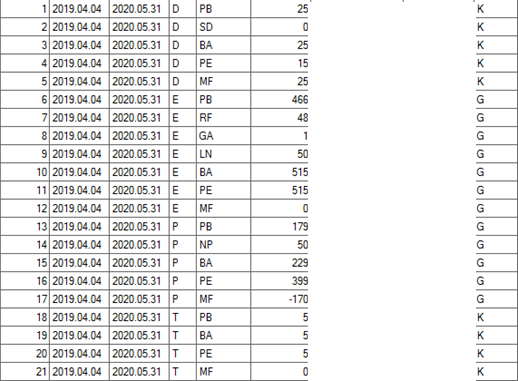 1 2019.04.04 2020.05.31 D PB 25 K
2 2019.04.04 2020.05.31 D SD 0 K
3 2019.04.04 2020.05.31 D BA 25 K
4 2019.04.04 2020.05.31 D PE 15 K
5 2019.04.04 2020.05.31 D MF 25 K
6 2019.04.04 2020.05.31 E PB 466 G
7 2019.04.04 2020.05.31 E RF 48 G
8 2019.04.04 2020.05.31 E GA 1 G
9 2019.04.04 2020.05.31 E LN 50 G
10 2019.04.04 2020.05.31 E BA 515 G
11 2019.04.04 2020.05.31 E PE 515 G
12 2019.04.04 2020.05.31 E MF 0 G
13 2019.04.04 2020.05.31 P PB 179 G
14 2019.04.04 2020.05.31 P NP 50 G
15 2019.04.04 2020.05.31 P BA 229 G
16 2019.04.04 2020.05.31 P PE 399 G
17 2019.04.04 2020.05.31 P MF -170 G
18 2019.04.04 2020.05.31 T PB 5 K
19 2019.04.04 2020.05.31 T BA 5 K
20 2019.04.04 2020.05.31 T PE 5 K
21 2019.04.04 2020.05.31 T MF 0 K